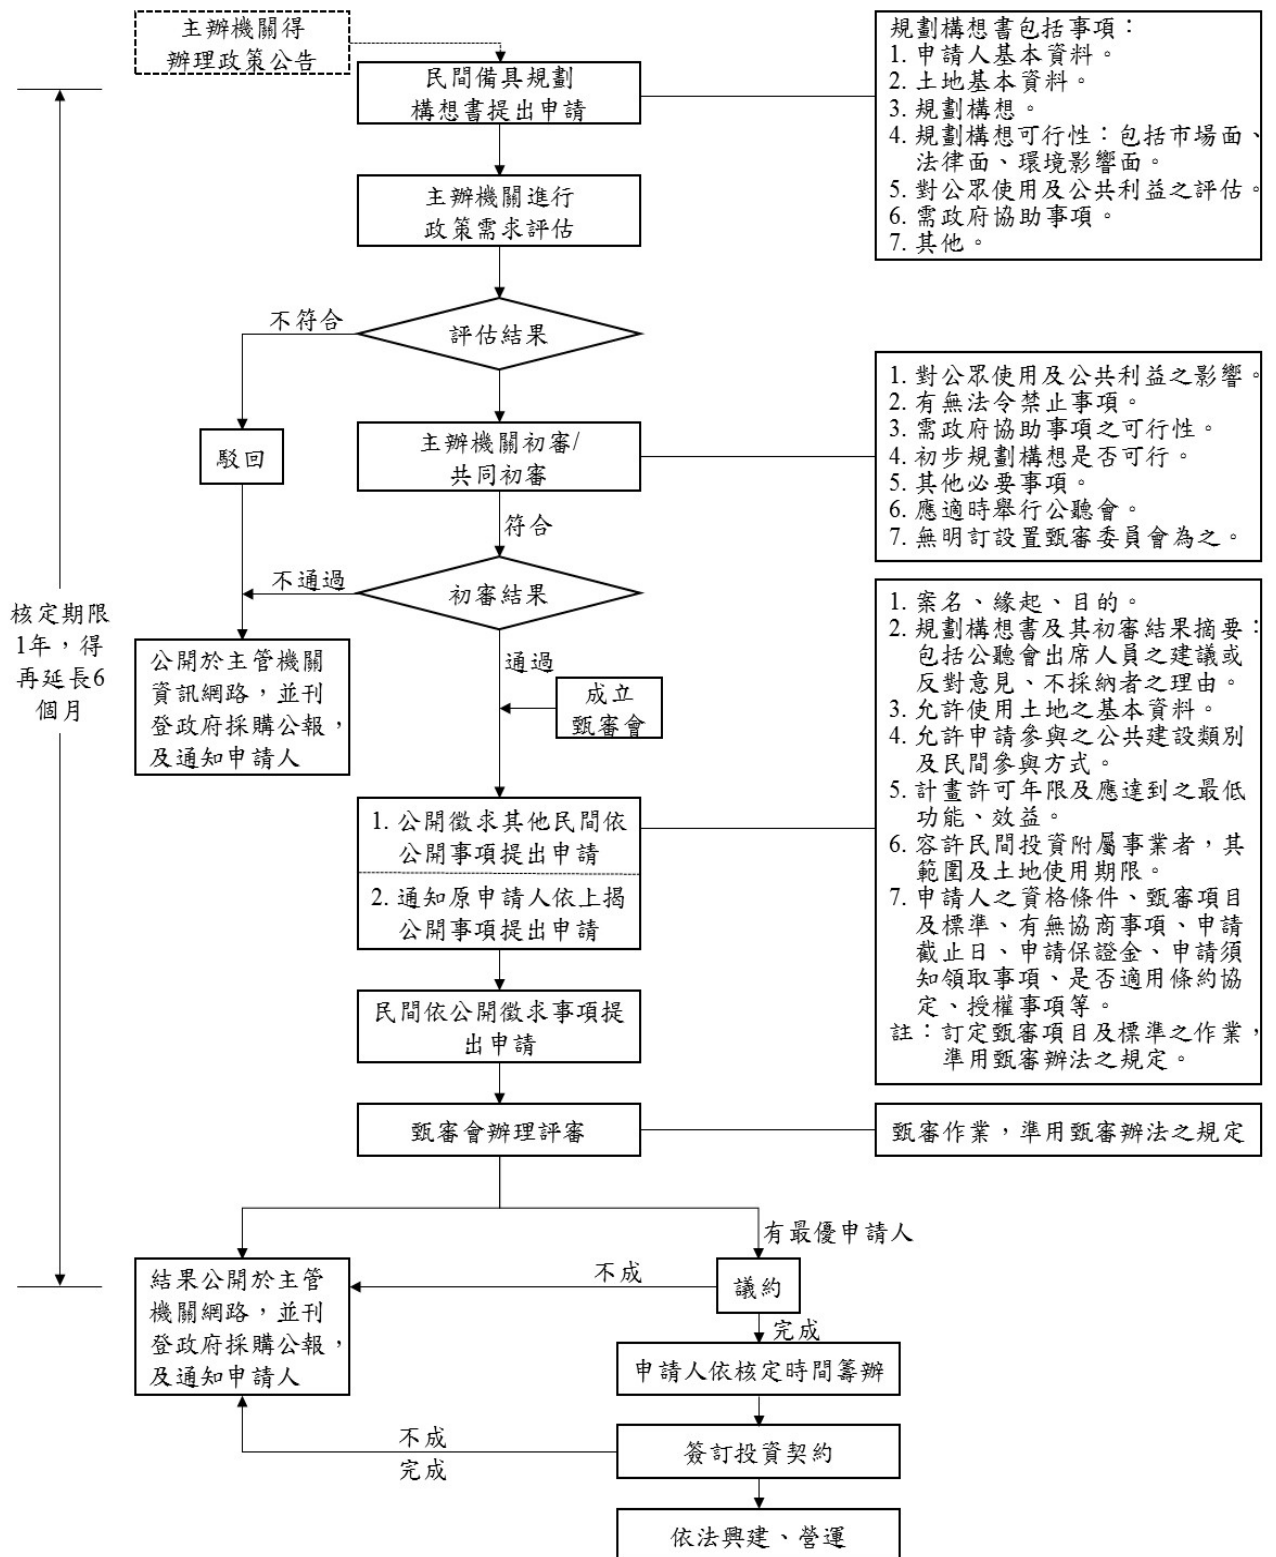 主辦機關得
辦理政策公告
民間備具規劃
構想書提出申請
規劃構想書包括事項：
1. 申請人基本資料。
2. 土地基本資料。
3. 規劃構想。
4. 規劃構想可行性：包括市場面、
法律面、環境影響面。
5. 對公眾使用及公共利益之評估。
6. 需政府協助事項。
7. 其他。
主辦機關進行
政策需求評估
評估結果
不符合
駁回
主辦機關初審/
共同初審
1. 對公眾使用及公共利益之影響。
2. 有無法令禁止事項。
3. 需政府協助事項之可行性。
4. 初步規劃構想是否可行。
5. 其他必要事項。
6. 應適時舉行公聽會。
7. 無明訂設置甄審委員會為之。
符合
初審結果
不通過
核定期限
1年，得
再延長6
個月
公開於主管機關
資訊網路，並刊
登政府採購公報，
及通知申請人
通過
成立
甄審會
1. 公開徵求其他民間依
公開事項提出申請
2. 通知原申請人依上揭
公開事項提出申請
1. 案名、緣起、目的。
2. 規劃構想書及其初審結果摘要：
包括公聽會出席人員之建議或
反對意見、不採納者之理由。
3. 允許使用土地之基本資料。
4. 允許申請參與之公共建設類別
及民間參與方式。
5. 計畫許可年限及應達到之最低
功能、效益。
6. 容許民間投資附屬事業者，其
範圍及土地使用期限。
7. 申請人之資格條件、甄審項目
及標準、有無協商事項、申請
截止日、申請保證金、申請須
知領取事項、是否適用條約協
定、授權事項等。
註：訂定甄審項目及標準之作業，
準用甄審辦法之規定。
民間依公開徵求事項提
出申請
甄審會辦理評審
甄審作業，準用甄審辦法之規定
有最優申請人
結果公開於主管
機關網路，並刊
登政府採購公報，
及通知申請人
不成
議約
完成
申請人依核定時間籌辦
不成
完成
簽訂投資契約
依法興建、營運